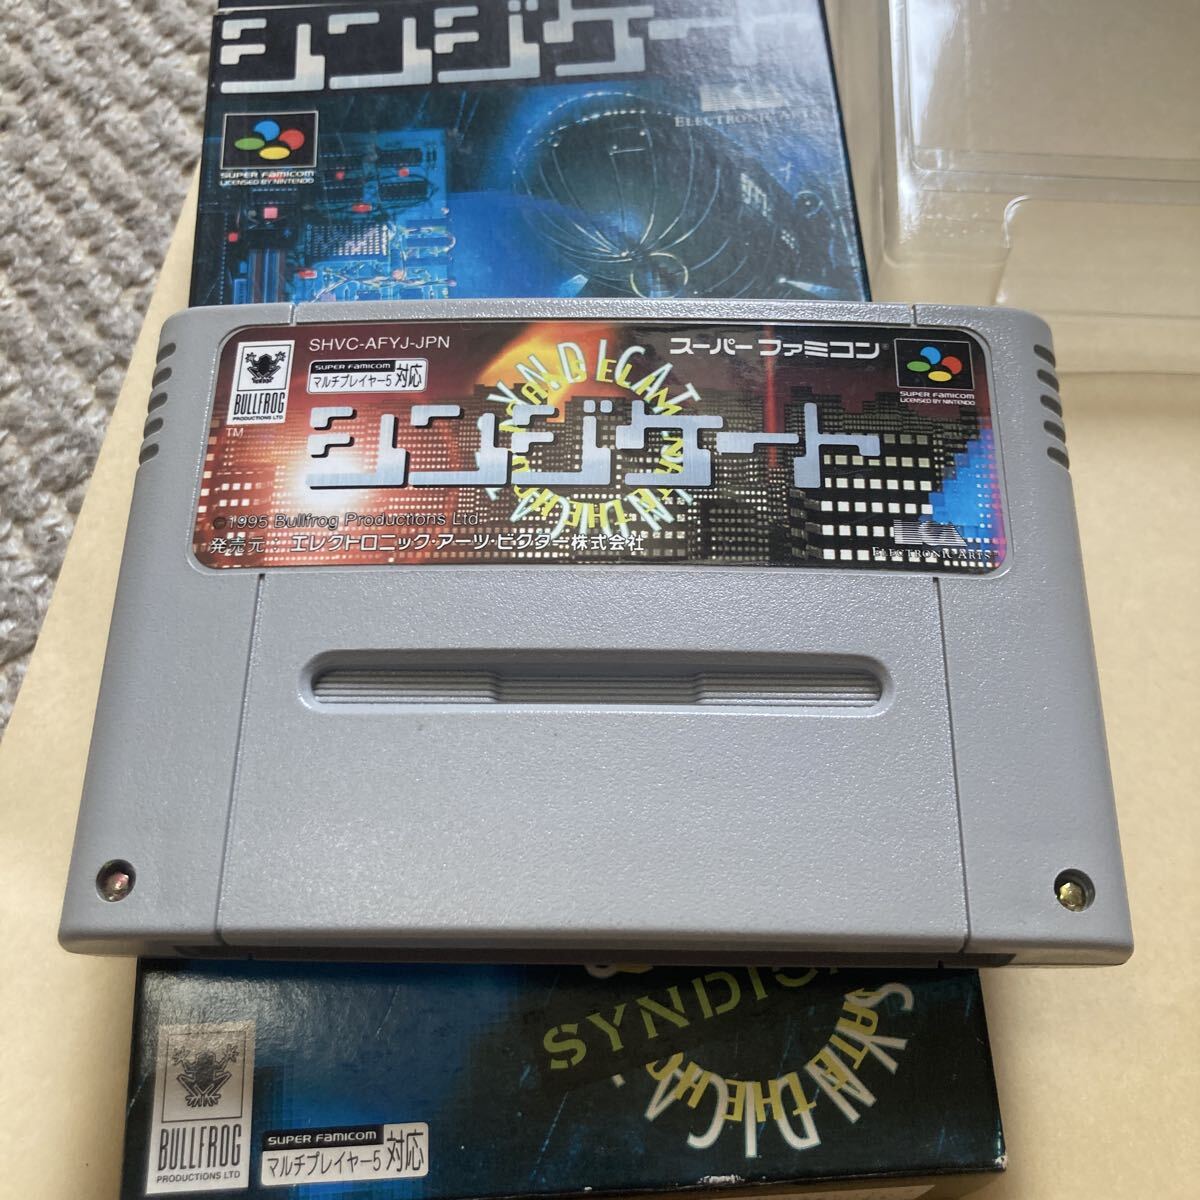 シンジケート
ELECTRONIC ARTS
SUPER FAMICOM
LICENSED BY NINTENDO
SHVC-AFYJ-JPN
スーパーファミコン
SUPER FAMICOM
マルチプレイヤー5 対応
BULLFROG
PRODUCTIONS LTD
TM
SUPER FAMICOM
LICENSED BY NINTENDO
シンジケート
©1995 Bullfrog Productions Ltd
発売元：エレクトロニック・アーツ・ビクター株式会社
ELECTRONIC ARTS
SYNDIC
BULLFROG
PRODUCTIONS LTD
SUPER FAMICOM
マルチプレイヤー5 対応